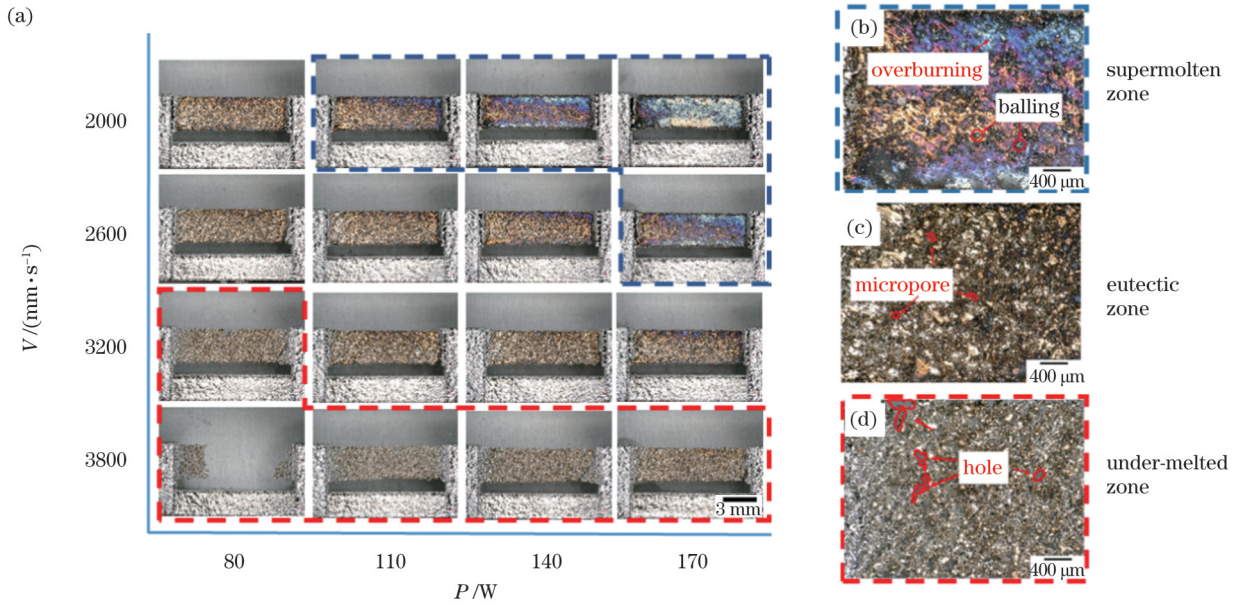 (a)
2000
2600
3200
3800
V/(mm·s⁻¹)
80
110
140
170
P/W
3 mm
(b)
overburning
balling
400 μm
supermolten
zone
(c)
micropore
400 μm
eutectic
zone
(d)
hole
400 μm
under-melted
zone